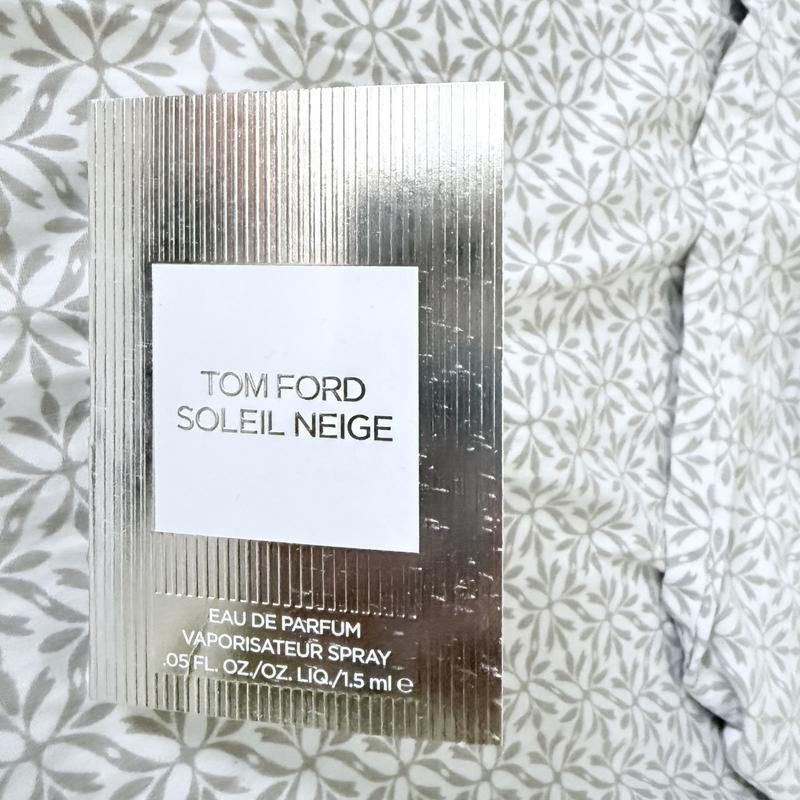 TOM FORD
SOLEIL NEIGE
EAU DE PARFUM
VAPORISATEUR SPRAY
.05 FL. OZ./OZ. LIQ./1.5 ml ℮